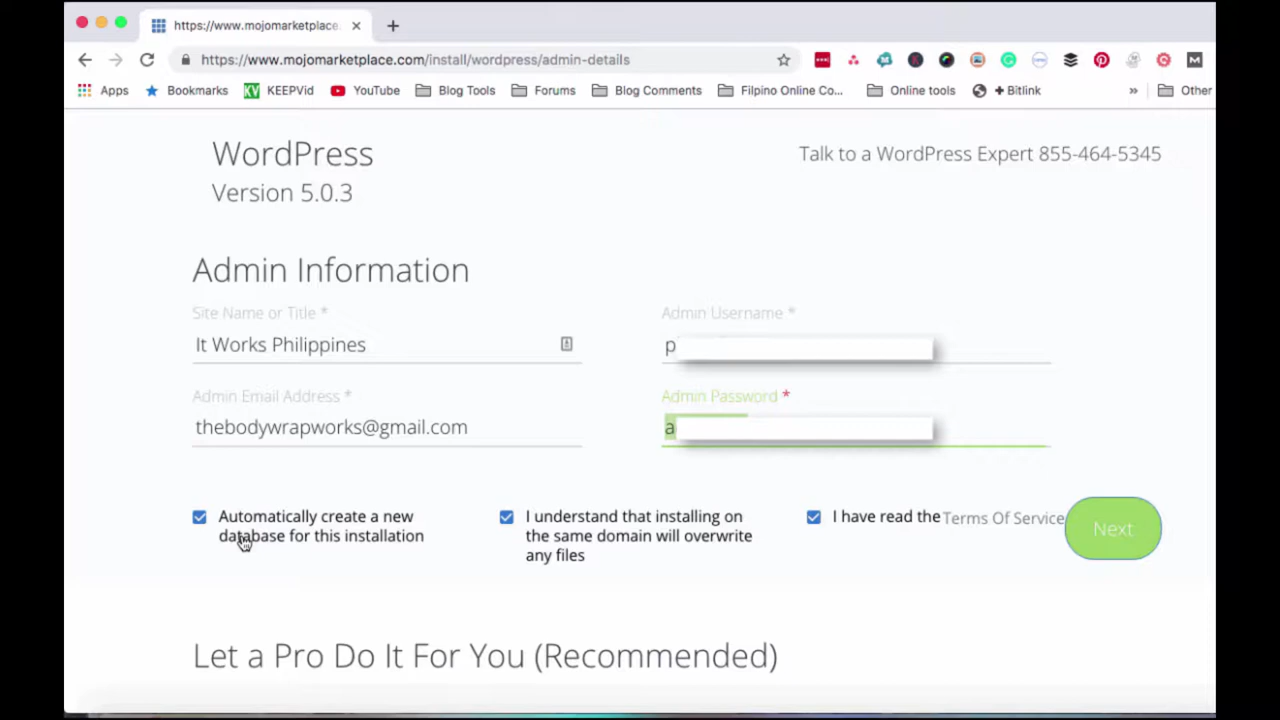 https://www.mojomarketplace.
https://www.mojomarketplace.com/install/wordpress/admin-details
Apps Bookmarks KV KEEPVid YouTube Blog Tools Forums Blog Comments Filpino Online Co... Online tools + Bitlink » Other
WordPress
Version 5.0.3
Talk to a WordPress Expert 855-464-5345
Admin Information
Site Name or Title *
It Works Philippines
Admin Username *
p
Admin Email Address *
thebodywrapworks@gmail.com
Admin Password *
a
Automatically create a new
database for this installation
I understand that installing on
the same domain will overwrite
any files
I have read the Terms Of Service
Next
Let a Pro Do It For You (Recommended)